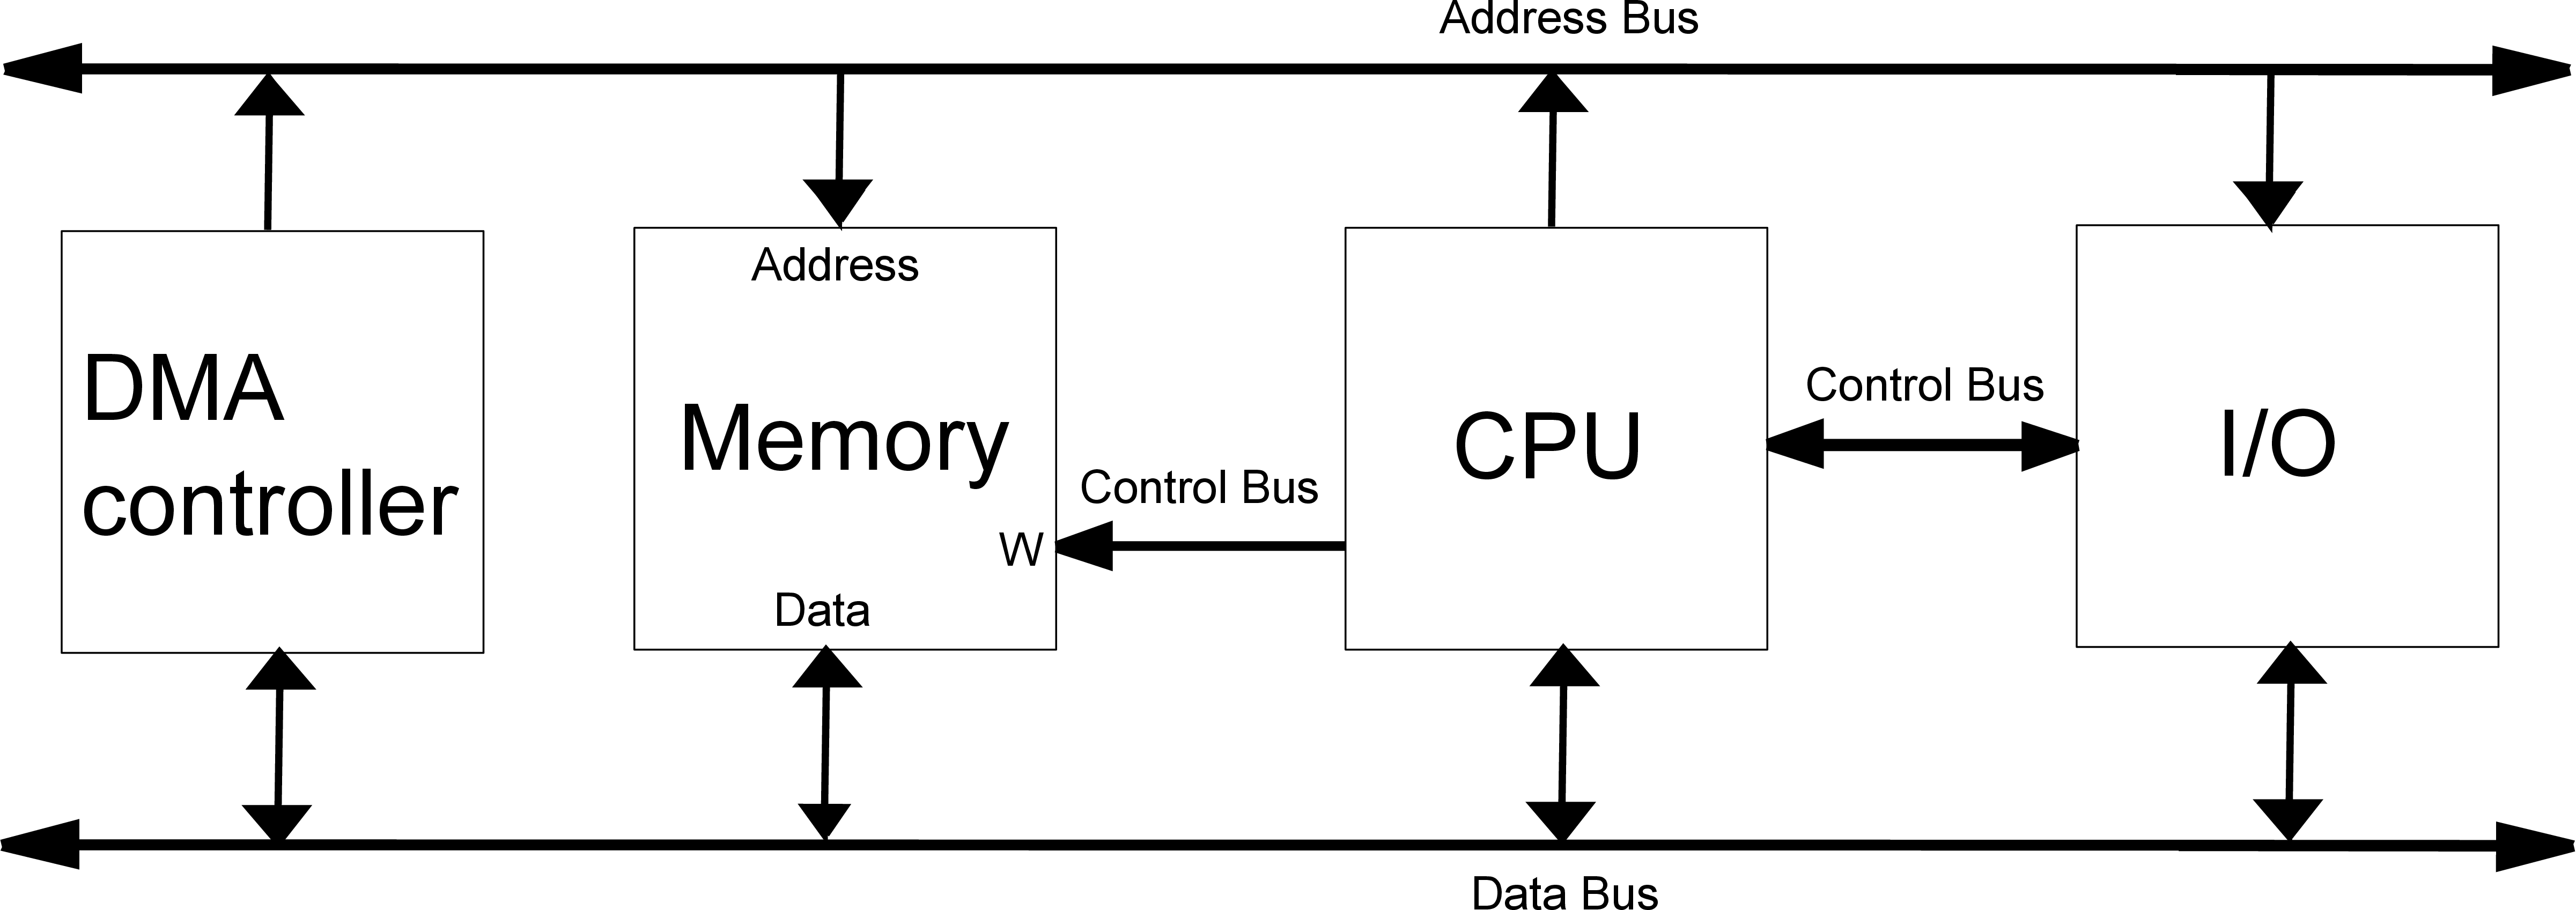 Address Bus
DMA
controller
Address
Memory
W
Data
Control Bus
CPU
Control Bus
I/O
Data Bus